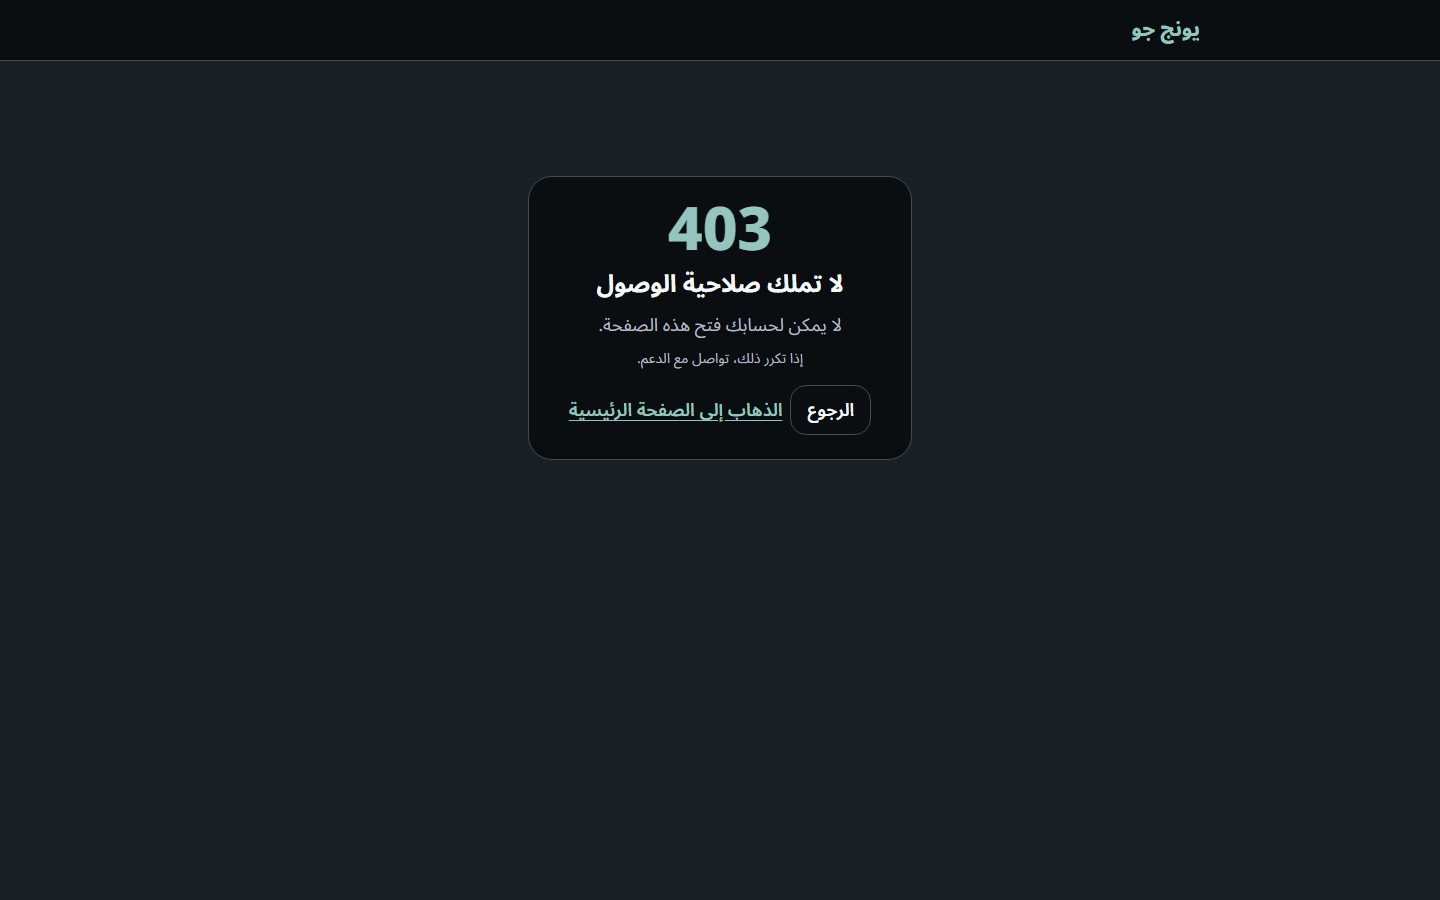 يونج جو
403
لا تملك صلاحية الوصول
لا يمكن لحسابك فتح هذه الصفحة.
إذا تكرر ذلك، تواصل مع الدعم.
الرجوع
الذهاب إلى الصفحة الرئيسية